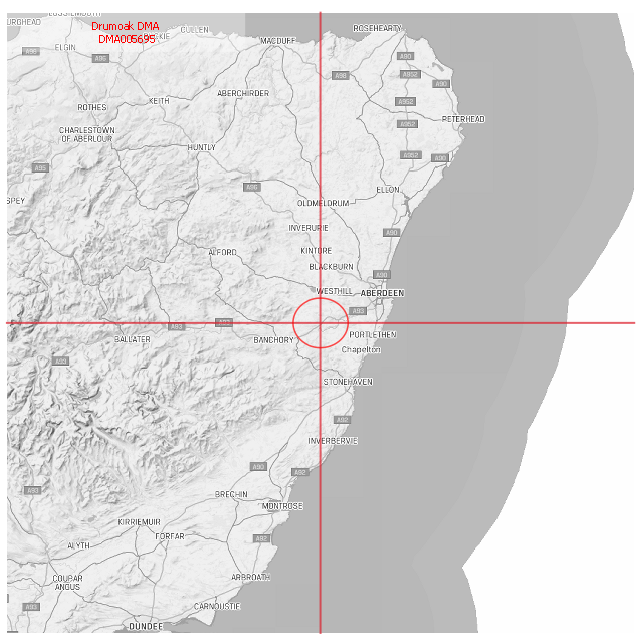 LOSSIEMOUTH
Drumoak DMA
CULLEN
ROSEHEARTY
DMA005695
MACDUFF
ELGIN
A96
A96
A90
A98
A952
A90
ROTHES
KEITH
ABERCHIRDER
A952
PETERHEAD
CHARLESTOWN
OF ABERLOUR
A952
HUNTLY
A952
A90
A95
A96
ELLON
OLDMELDRUM
INVERURIE
A90
ALFORD
KINTORE
BLACKBURN
A90
WESTHILL
ABERDEEN
A93
A93
A93
BALLATER
BANCHORY
PORTLETHEN
Chapelton
A93
STONEHAVEN
A92
INVERBERVIE
A90
A92
A93
BRECHIN
MONTROSE
KIRRIEMUIR
FORFAR
A92
ALYTH
COUPAR
ANGUS
ARBROATH
A93
CARNOUSTIE
DUNDEE